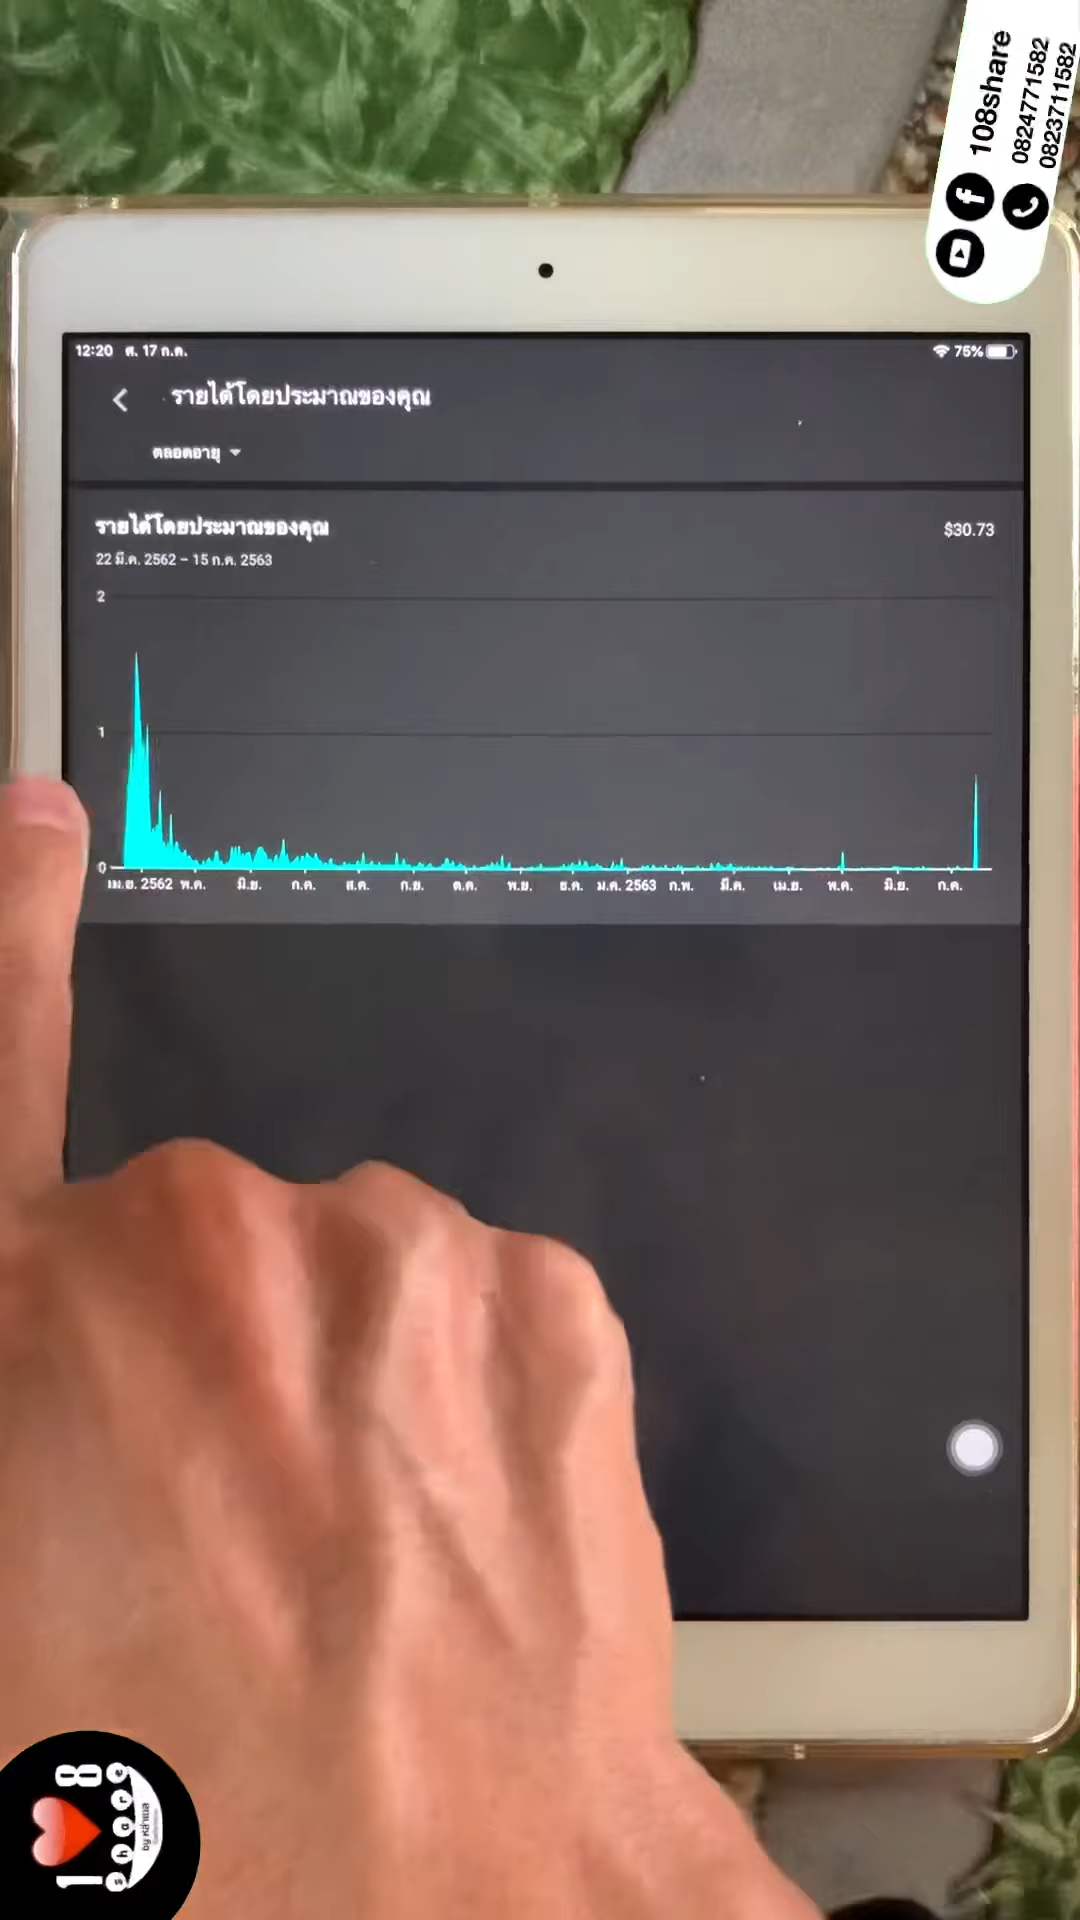 108share
0824771582
0823711582
12:20 ส. 17 ก.ค.
75%
รายได้โดยประมาณของคุณ
ตลอดอายุ
รายได้โดยประมาณของคุณ
$30.73
22 มี.ค. 2562 – 15 ก.ค. 2563
2
1
0
เม.ย. 2562 พ.ค. มิ.ย. ก.ค. ส.ค. ก.ย. ต.ค. พ.ย. ธ.ค. ม.ค. 2563 ก.พ. มี.ค. เม.ย. พ.ค. มิ.ย. ก.ค.
1 8
share